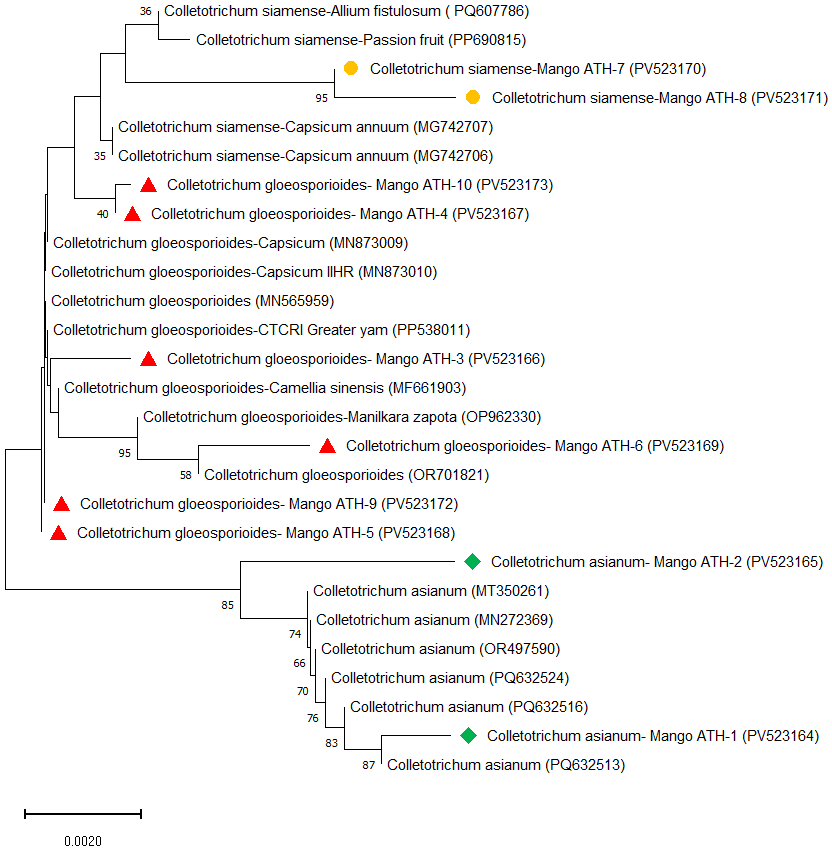 36
Colletotrichum siamense-Allium fistulosum ( PQ607786)
Colletotrichum siamense-Passion fruit (PP690815)
Colletotrichum siamense-Mango ATH-7 (PV523170)
95
Colletotrichum siamense-Mango ATH-8 (PV523171)
Colletotrichum siamense-Capsicum annuum (MG742707)
35
Colletotrichum siamense-Capsicum annuum (MG742706)
Colletotrichum gloeosporioides- Mango ATH-10 (PV523173)
40
Colletotrichum gloeosporioides- Mango ATH-4 (PV523167)
Colletotrichum gloeosporioides-Capsicum (MN873009)
Colletotrichum gloeosporioides-Capsicum IIHR (MN873010)
Colletotrichum gloeosporioides (MN565959)
Colletotrichum gloeosporioides-CTCRI Greater yam (PP538011)
Colletotrichum gloeosporioides- Mango ATH-3 (PV523166)
Colletotrichum gloeosporioides-Camellia sinensis (MF661903)
Colletotrichum gloeosporioides-Manilkara zapota (OP962330)
95
Colletotrichum gloeosporioides- Mango ATH-6 (PV523169)
58
Colletotrichum gloeosporioides (OR701821)
Colletotrichum gloeosporioides- Mango ATH-9 (PV523172)
Colletotrichum gloeosporioides- Mango ATH-5 (PV523168)
Colletotrichum asianum- Mango ATH-2 (PV523165)
85
Colletotrichum asianum (MT350261)
74
Colletotrichum asianum (MN272369)
66
Colletotrichum asianum (OR497590)
70
Colletotrichum asianum (PQ632524)
76
Colletotrichum asianum (PQ632516)
83
Colletotrichum asianum- Mango ATH-1 (PV523164)
87
Colletotrichum asianum (PQ632513)
0.0020